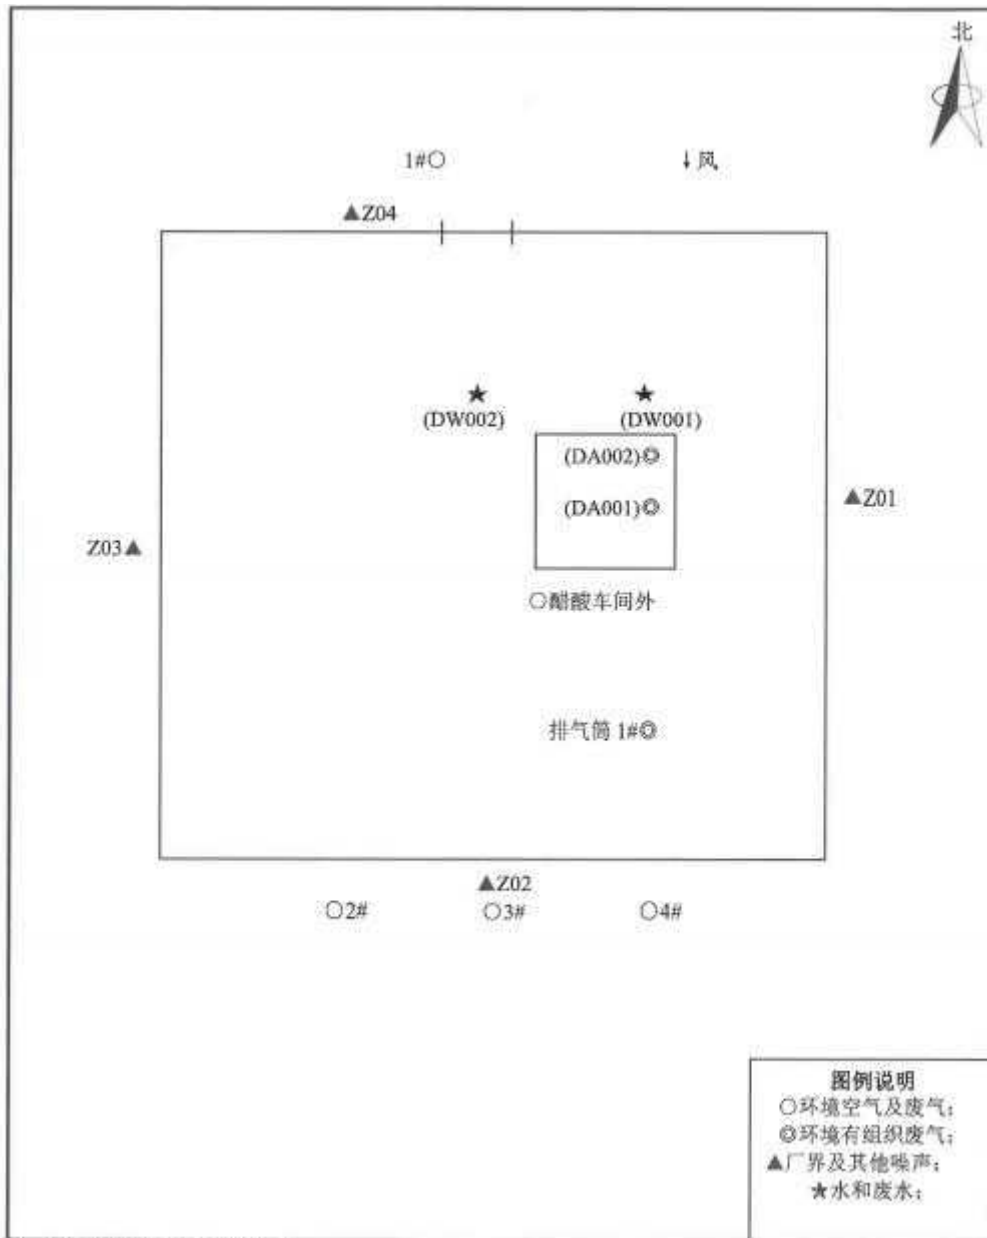 北
1#○
↓风
▲Z04
★
★
(DW002)
(DW001)
(DA002)◎
▲Z01
(DA001)◎
Z03▲
○醋酸车间外
排气筒 1#◎
▲Z02
○2#
○3#
○4#
图例说明
○环境空气及废气;
◎环境有组织废气;
▲厂界及其他噪声;
★水和废水;